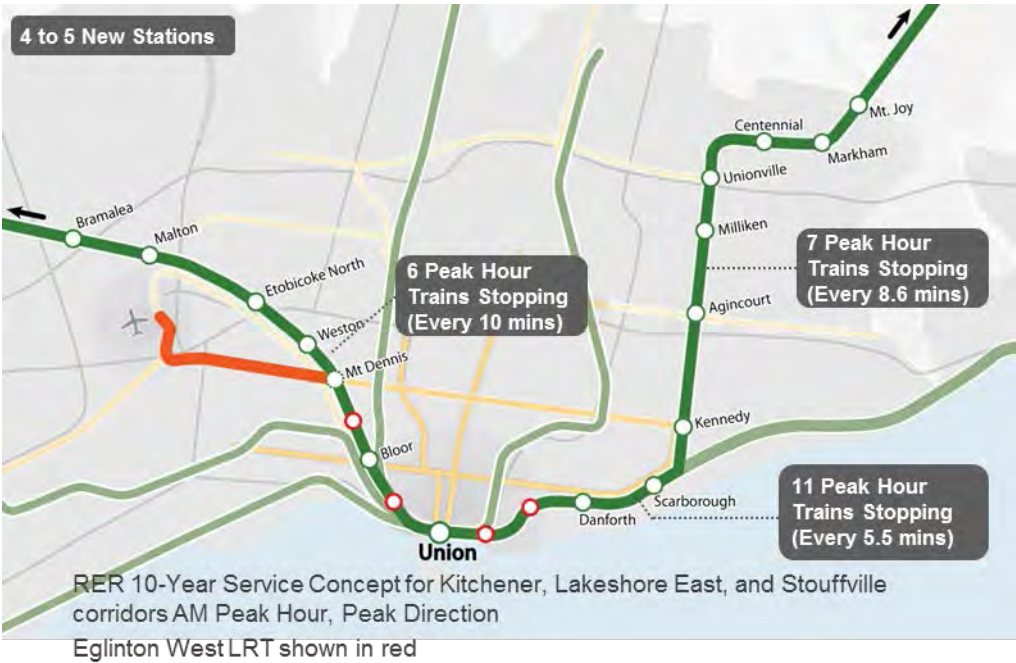 4 to 5 New Stations
Mt. Joy
Centennial
Markham
Unionville
Bramalea
Malton
Milliken
7 Peak Hour
Trains Stopping
(Every 8.6 mins)
Etobicoke North
6 Peak Hour
Trains Stopping
(Every 10 mins)
Agincourt
Weston
Mt Dennis
Kennedy
Bloor
11 Peak Hour
Trains Stopping
(Every 5.5 mins)
Scarborough
Danforth
Union
RER 10-Year Service Concept for Kitchener, Lakeshore East, and Stouffville
corridors AM Peak Hour, Peak Direction
Eglinton West LRT shown in red